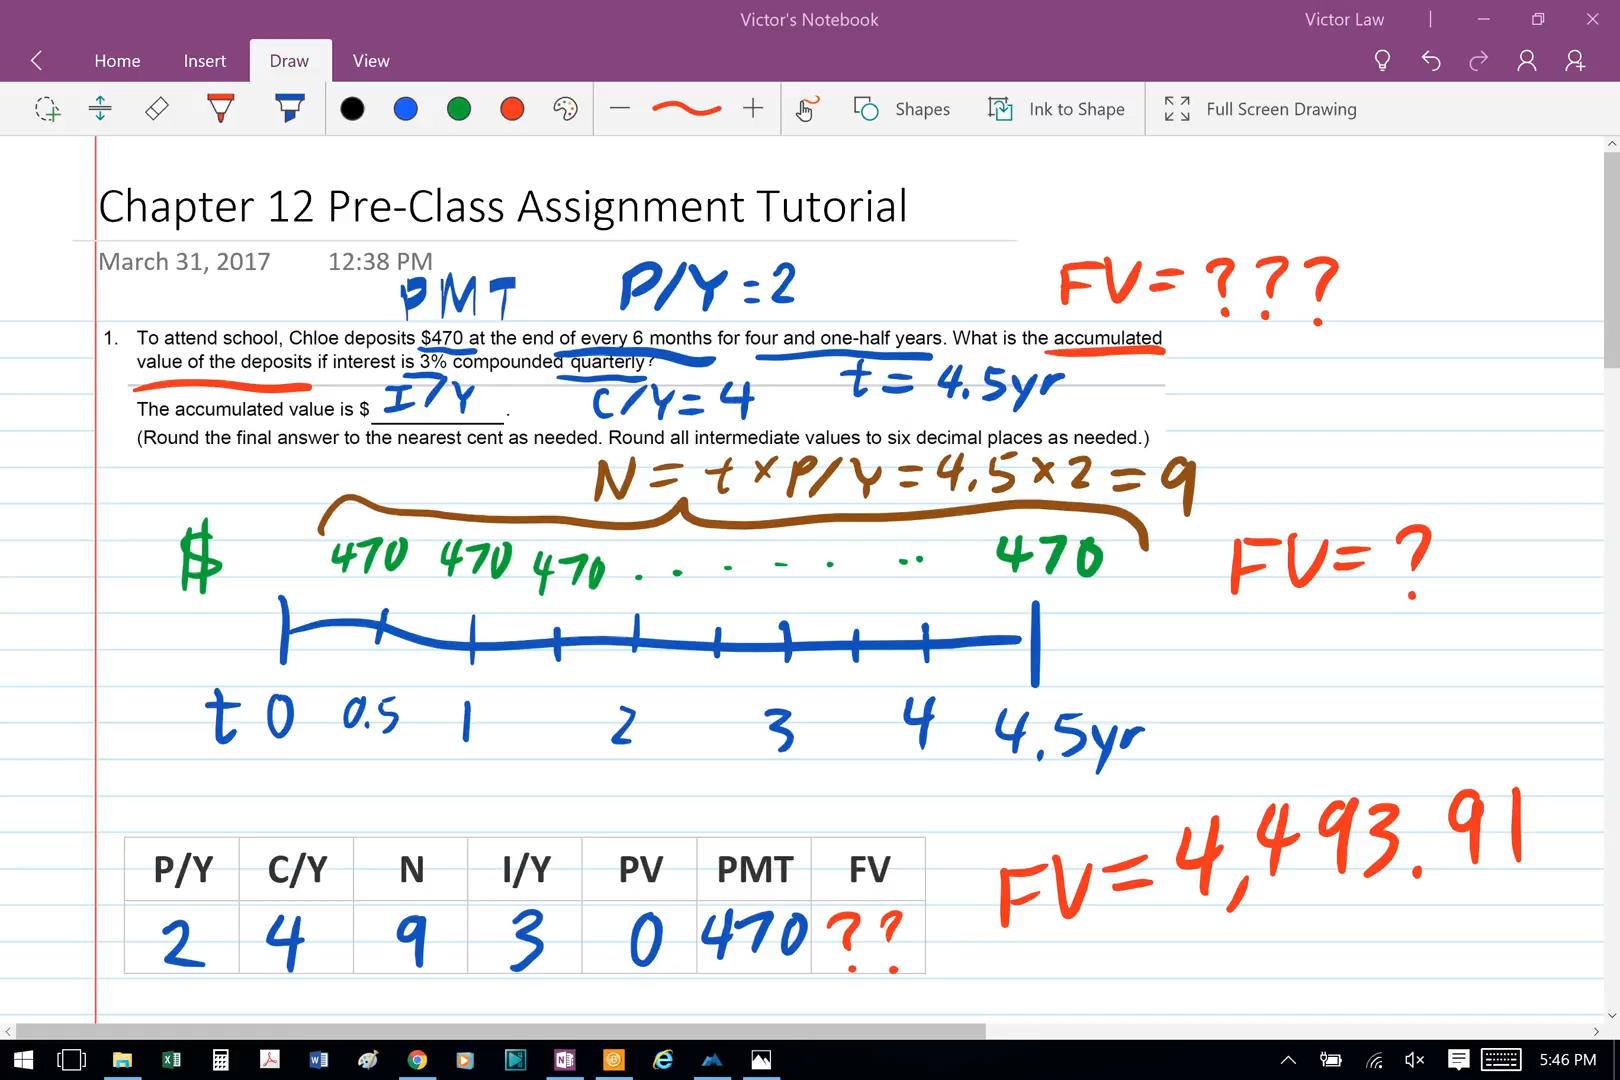 Victor's Notebook
Victor Law
Home Insert Draw View
Shapes Ink to Shape Full Screen Drawing
Chapter 12 Pre-Class Assignment Tutorial
March 31, 2017 12:38 PM
PMT P/Y = 2 FV = ???
1. To attend school, Chloe deposits $470 at the end of every 6 months for four and one-half years. What is the accumulated
value of the deposits if interest is 3% compounded quarterly?
I/Y C/Y = 4 t = 4.5yr
The accumulated value is $ .
(Round the final answer to the nearest cent as needed. Round all intermediate values to six decimal places as needed.)
N = t × P/Y = 4.5 × 2 = 9
$ 470 470 470 . . . . . . . 470 FV = ?
t 0 0.5 1 2 3 4 4.5yr
FV = 4,493.91
P/Y C/Y N I/Y PV PMT FV
2 4 9 3 0 470 ??
5:46 PM